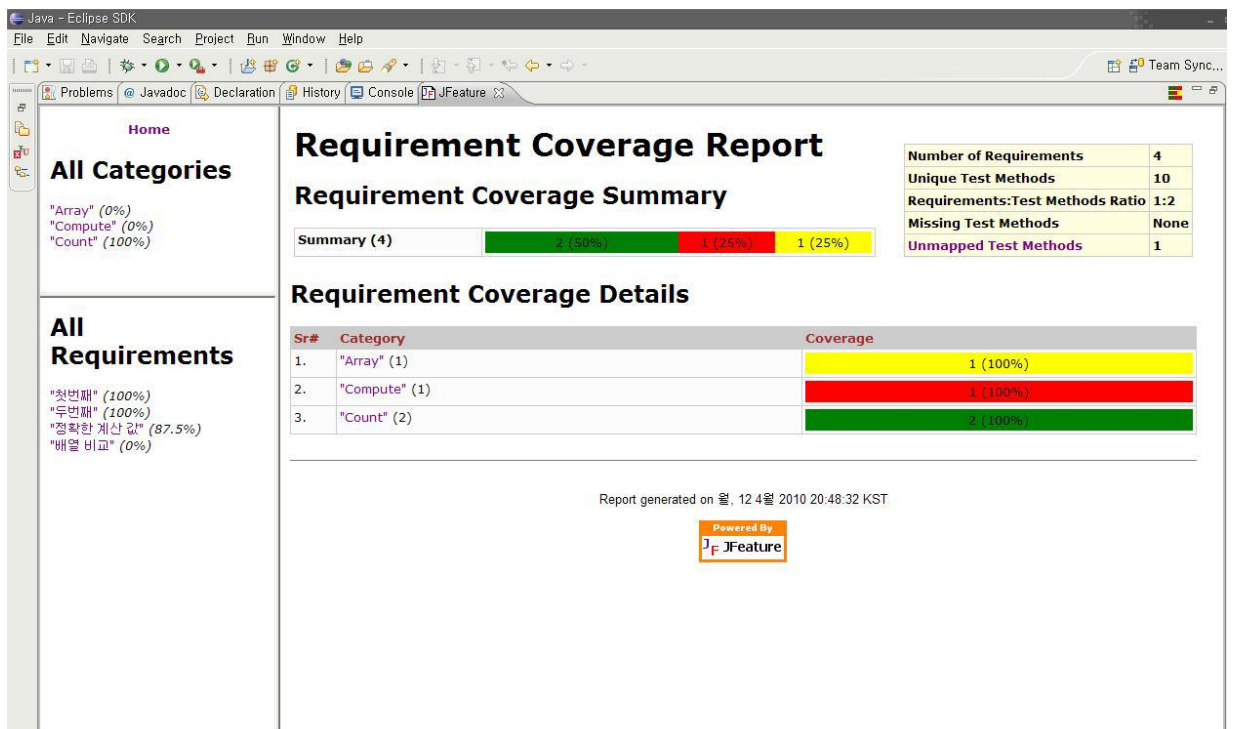 Java - Eclipse SDK
File Edit Navigate Search Project Run Window Help
Team Sync...
Problems @ Javadoc Declaration History Console JFeature
Home
All Categories
"Array" (0%)
"Compute" (0%)
"Count" (100%)
All
Requirements
"첫번째" (100%)
"두번째" (100%)
"정확한 계산 값" (87.5%)
"배열 비교" (0%)
Requirement Coverage Report
Requirement Coverage Summary
Summary (4) 2 (50%) 1 (25%) 1 (25%)
Number of Requirements 4
Unique Test Methods 10
Requirements:Test Methods Ratio 1:2
Missing Test Methods None
Unmapped Test Methods 1
Requirement Coverage Details
Sr# Category Coverage
1. "Array" (1) 1 (100%)
2. "Compute" (1) 1 (100%)
3. "Count" (2) 2 (100%)
Report generated on 월, 12 4월 2010 20:48:32 KST
Powered By
JF JFeature